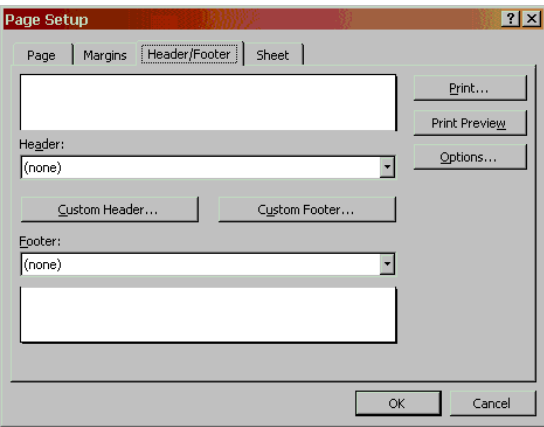 Page Setup ? X
Page Margins Header/Footer Sheet
Print...
Print Preview
Header:
(none)
Options...
Custom Header... Custom Footer...
Footer:
(none)
OK Cancel